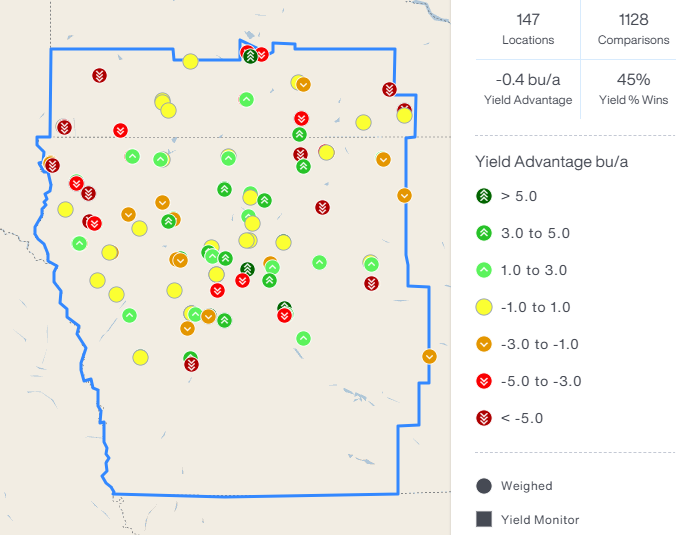 147
Locations
1128
Comparisons
-0.4 bu/a
Yield Advantage
45%
Yield % Wins
Yield Advantage bu/a
> 5.0
3.0 to 5.0
1.0 to 3.0
-1.0 to 1.0
-3.0 to -1.0
-5.0 to -3.0
< -5.0
Weighed
Yield Monitor